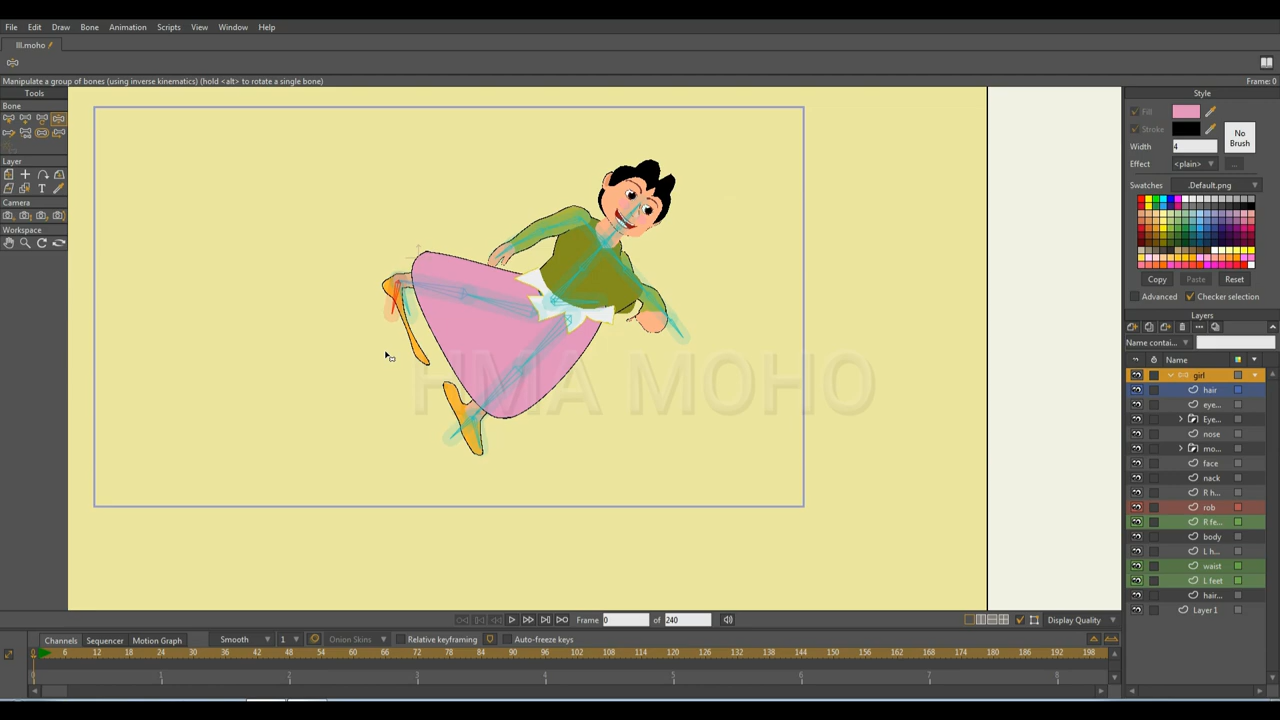 File Edit Draw Bone Animation Scripts View Window Help
Ill.moho
Manipulate a group of bones (using inverse kinematics) (hold <alt> to rotate a single bone) Frame: 0
Tools
Bone
Layer
Camera
Workspace
Style
Fill
Stroke
No Brush
Width 4
Effect <plain> ...
Swatches .Default.png
Copy Paste Reset
Advanced Checker selection
Layers
Name contai...
Name
girl
hair
eye...
Eye...
nose
mo...
face
nack
R h...
rob
R fe...
body
L h...
waist
L feet
hair...
Layer 1
HMA MOHO
Frame 0 of 240 Display Quality
Channels Sequencer Motion Graph Smooth 1 Onion Skins Relative keyframing Auto-freeze keys
0 6 12 18 24 30 36 42 48 54 60 66 72 78 84 90 96 102 108 114 120 126 132 138 144 150 156 162 168 174 180 186 192 198
0 1 2 3 4 5 6 7 8